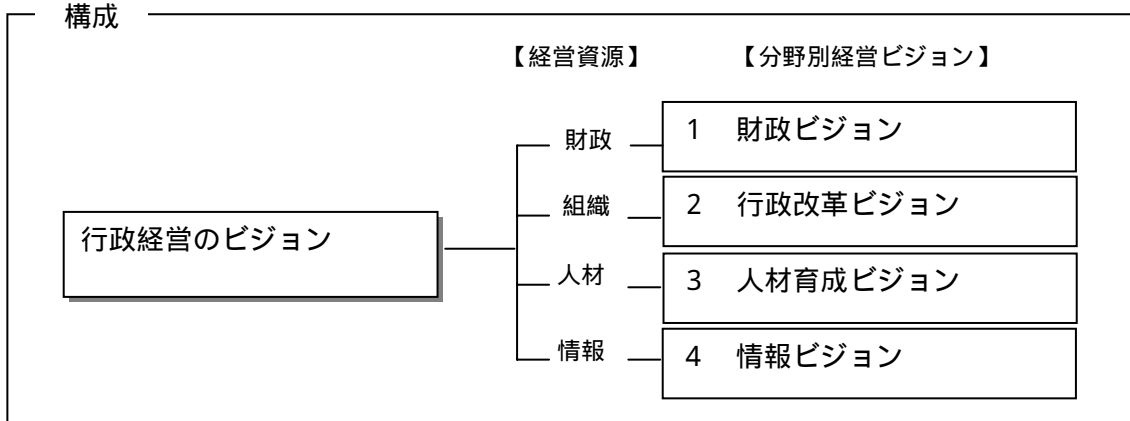 構成
【経営資源】 【分野別経営ビジョン】
財政 1 財政ビジョン
組織 2 行政改革ビジョン
行政経営のビジョン
人材 3 人材育成ビジョン
情報 4 情報ビジョン